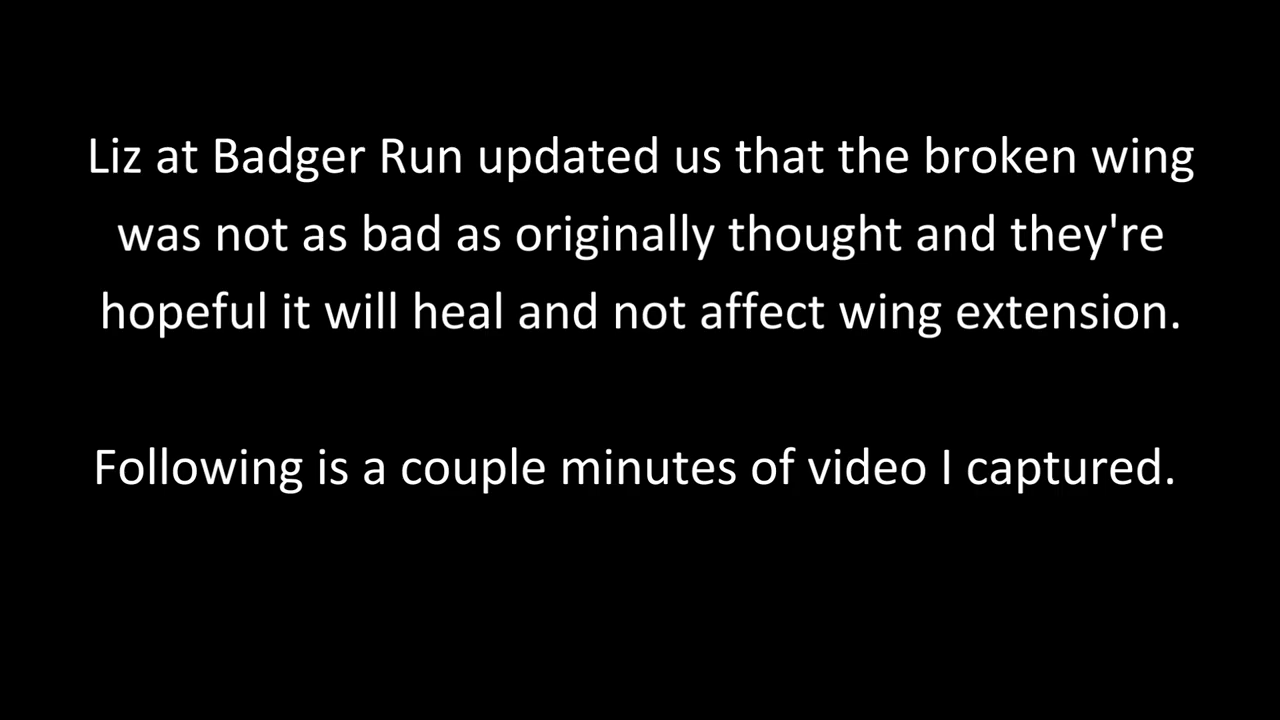 Liz at Badger Run updated us that the broken wing
was not as bad as originally thought and they're
hopeful it will heal and not affect wing extension.
Following is a couple minutes of video I captured.